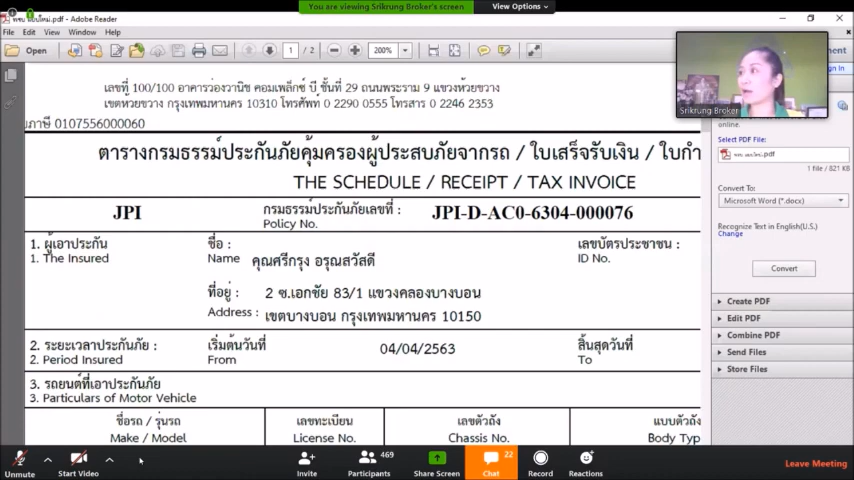 You are viewing Srikrung Broker's screen
View Options
พรบ แบบใหม่.pdf - Adobe Reader
File Edit View Window Help
Open 1 / 2 200%
Sign In
Srikrung Broker
online.
Select PDF File:
พรบ แบบใหม่.pdf
1 file / 821 KB
Convert To:
Microsoft Word (*.docx)
Recognize Text in English(U.S.)
Change
Convert
Create PDF
Edit PDF
Combine PDF
Send Files
Store Files
เลขที่ 100/100 อาคารว่องวานิช คอมเพล็กซ์ บี ชั้นที่ 29 ถนนพระราม 9 แขวงห้วยขวาง
เขตห้วยขวาง กรุงเทพมหานคร 10310 โทรศัพท์ 0 2290 0555 โทรสาร 0 2246 2353
ภาษี 0107556000060
ตารางกรมธรรม์ประกันภัยคุ้มครองผู้ประสบภัยจากรถ / ใบเสร็จรับเงิน / ใบกำ
THE SCHEDULE / RECEIPT / TAX INVOICE
JPI กรมธรรม์ประกันภัยเลขที่ : JPI-D-AC0-6304-000076
Policy No.
1. ผู้เอาประกัน ชื่อ : เลขบัตรประชาชน :
1. The Insured Name คุณศรีกรุง อรุณสวัสดี ID No.
ที่อยู่ : 2 ซ.เอกชัย 83/1 แขวงคลองบางบอน
Address : เขตบางบอน กรุงเทพมหานคร 10150
2. ระยะเวลาประกันภัย : เริ่มต้นวันที่ 04/04/2563 สิ้นสุดวันที่
2. Period Insured From To
3. รถยนต์ที่เอาประกันภัย
3. Particulars of Motor Vehicle
ชื่อรถ / รุ่นรถ เลขทะเบียน เลขตัวถัง แบบตัวถัง
Make / Model License No. Chassis No. Body Typ
Unmute Start Video Invite Participants 469 Share Screen Chat 22 Record Reactions Leave Meeting